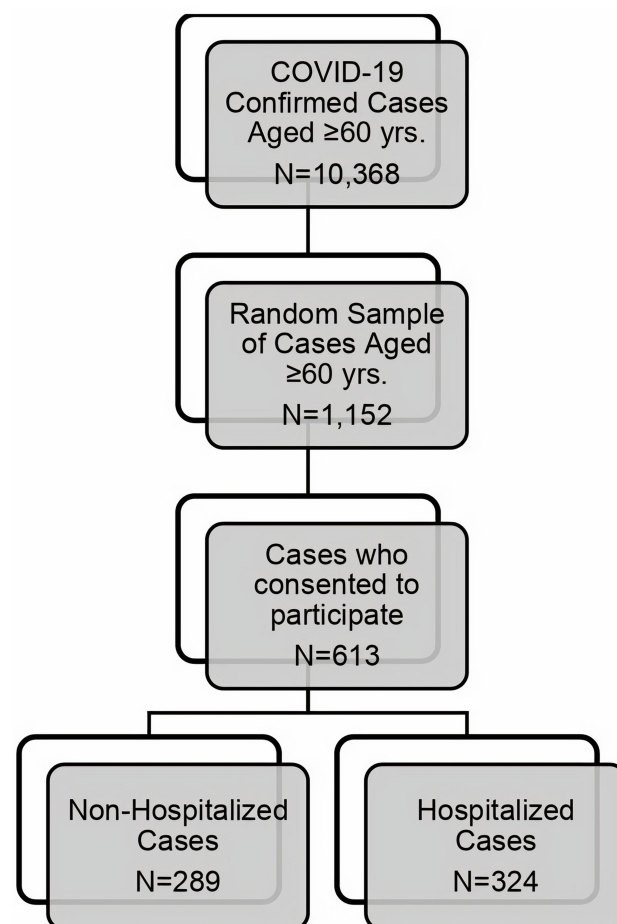 COVID-19
Confirmed Cases
Aged ≥60 yrs.
N=10,368
Random Sample
of Cases Aged
≥60 yrs.
N=1,152
Cases who
consented to
participate
N=613
Non-Hospitalized
Cases
N=289
Hospitalized
Cases
N=324